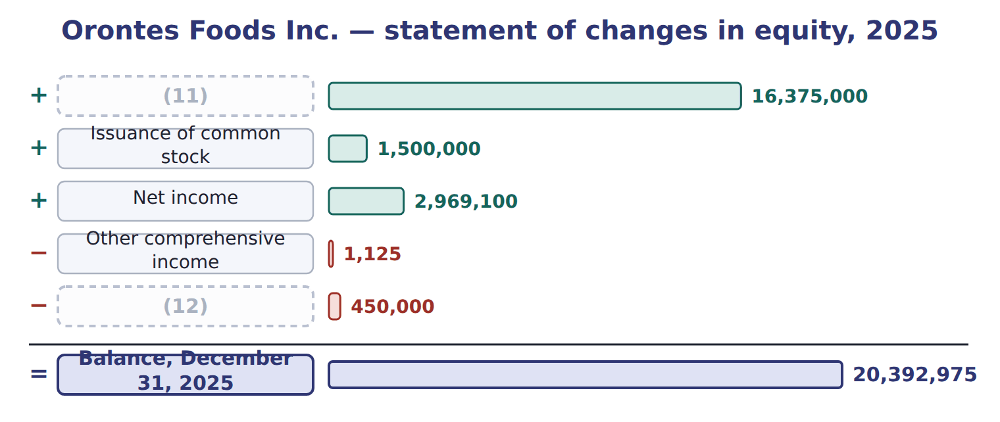 Orontes Foods Inc. — statement of changes in equity, 2025
+ (11) 16,375,000
+ Issuance of common
stock 1,500,000
+ Net income 2,969,100
− Other comprehensive
income 1,125
− (12) 450,000
= Balance, December
31, 2025 20,392,975